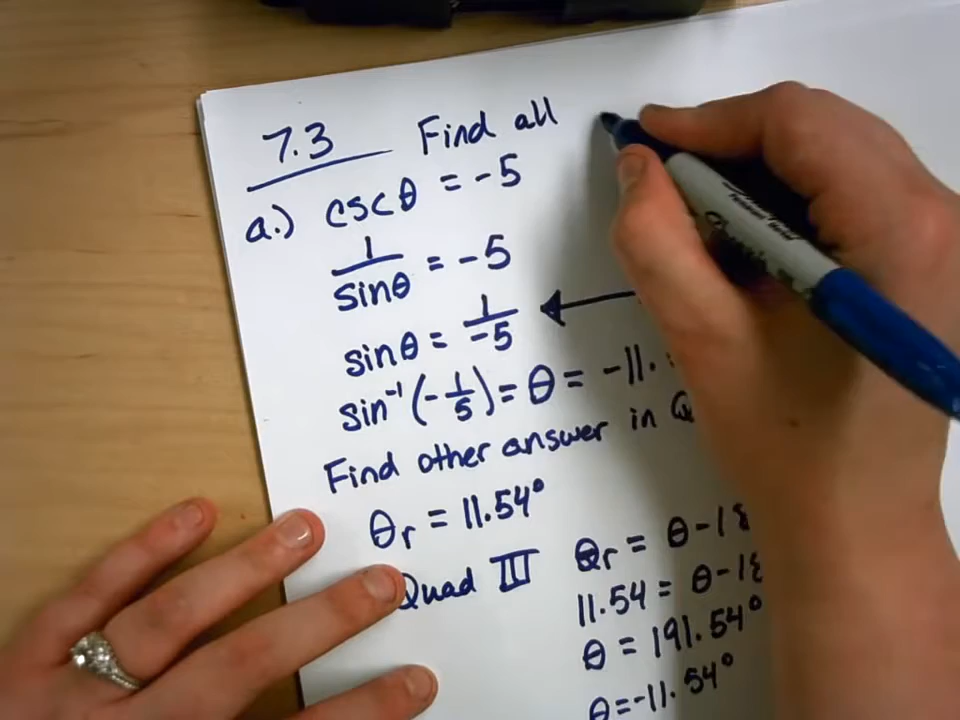 7.3 Find all
a.) cscθ = -5
1/sinθ = -5
sinθ = 1/-5
sin⁻¹(-1/5) = θ = -11.
Find other answer in Q
θr = 11.54°
Quad III θr = θ-18
11.54 = θ-18
θ = 191.54°
θ=-11.54°